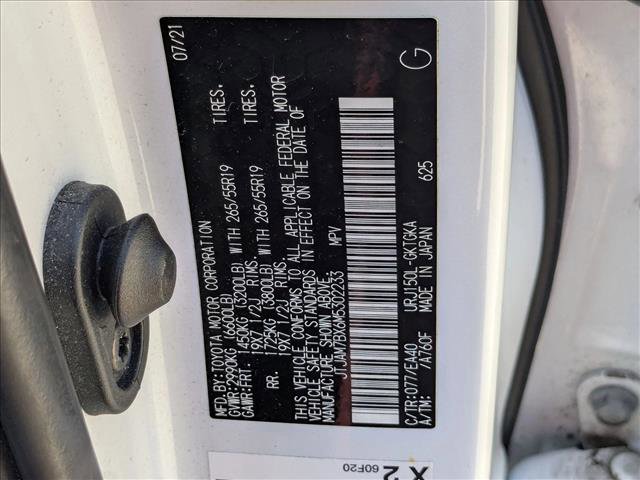 MFD.BY:TOYOTA MOTOR CORPORATION 07/21
GVWR:2990KG (6600LB)
GAWR:FRT. 1450KG (3200LB) WITH 265/55R19 TIRES.
19X7 1/2J RIMS
RR. 1725KG (3800LB) WITH 265/55R19 TIRES.
19X7 1/2J RIMS
THIS VEHICLE CONFORMS TO ALL APPLICABLE FEDERAL MOTOR
VEHICLE SAFETY STANDARDS IN EFFECT ON THE DATE OF
MANUFACTURE SHOWN ABOVE.
JTJAM7BX6M5302233 MPV
C/TR:077/EA40 URJ150L-GKTGKA
A/TM: /A760F MADE IN JAPAN 625
G
X2
60F20